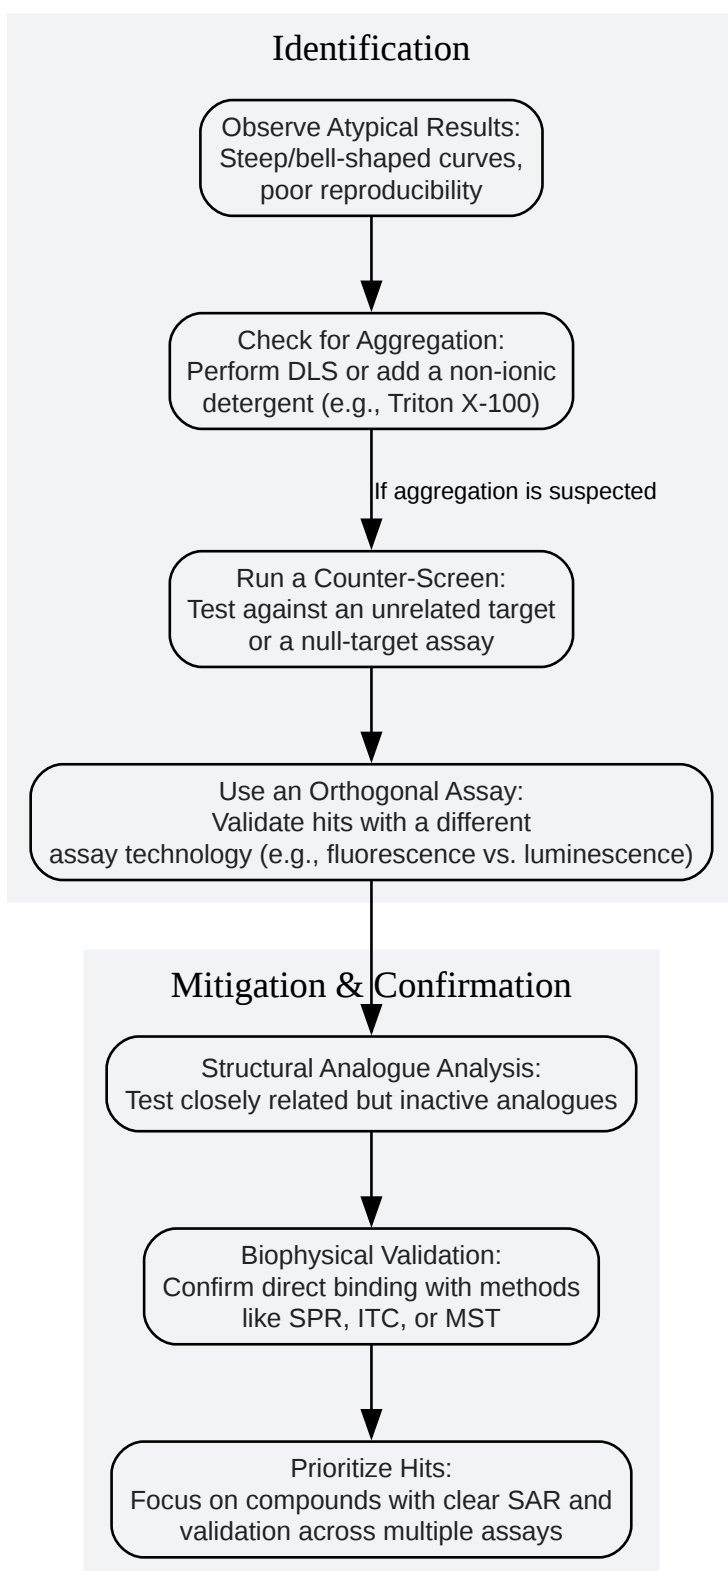 Identification
Observe Atypical Results:
Steep/bell-shaped curves,
poor reproducibility
Check for Aggregation:
Perform DLS or add a non-ionic
detergent (e.g., Triton X-100)
If aggregation is suspected
Run a Counter-Screen:
Test against an unrelated target
or a null-target assay
Use an Orthogonal Assay:
Validate hits with a different
assay technology (e.g., fluorescence vs. luminescence)
Mitigation & Confirmation
Structural Analogue Analysis:
Test closely related but inactive analogues
Biophysical Validation:
Confirm direct binding with methods
like SPR, ITC, or MST
Prioritize Hits:
Focus on compounds with clear SAR and
validation across multiple assays